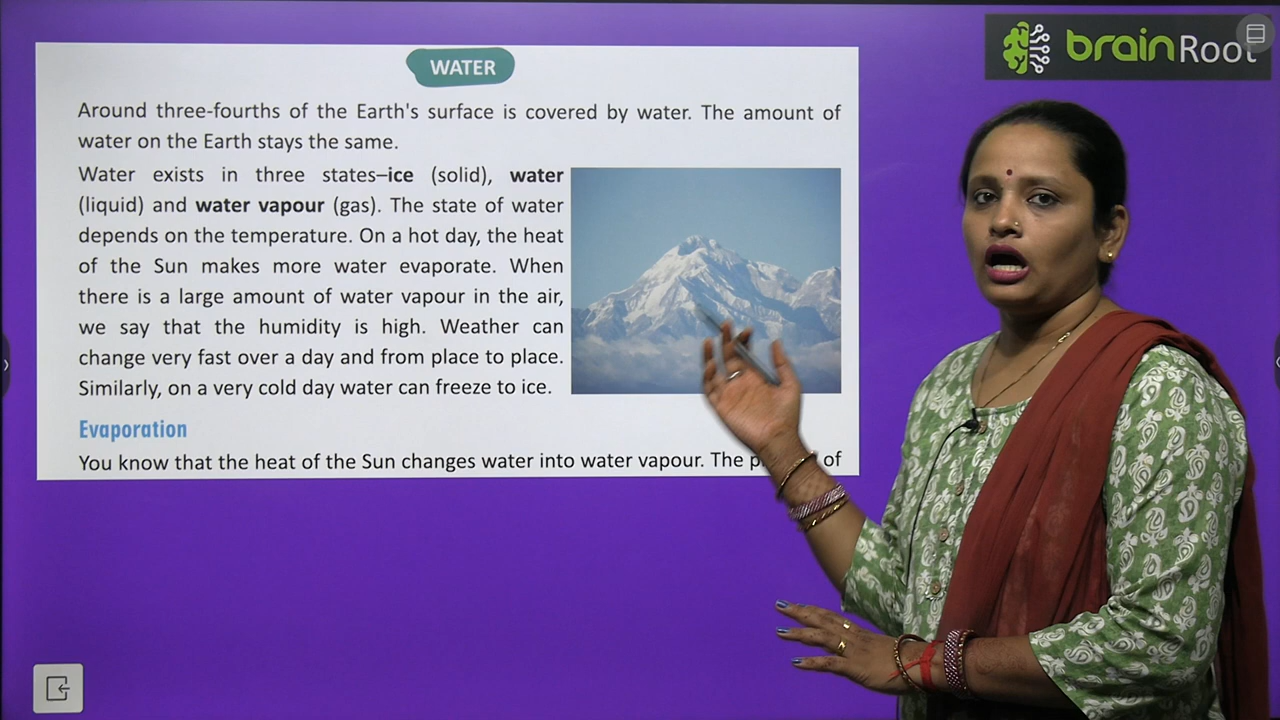 WATER
brainRoot
Around three-fourths of the Earth's surface is covered by water. The amount of
water on the Earth stays the same.
Water exists in three states–ice (solid), water
(liquid) and water vapour (gas). The state of water
depends on the temperature. On a hot day, the heat
of the Sun makes more water evaporate. When
there is a large amount of water vapour in the air,
we say that the humidity is high. Weather can
change very fast over a day and from place to place.
Similarly, on a very cold day water can freeze to ice.
Evaporation
You know that the heat of the Sun changes water into water vapour. The of